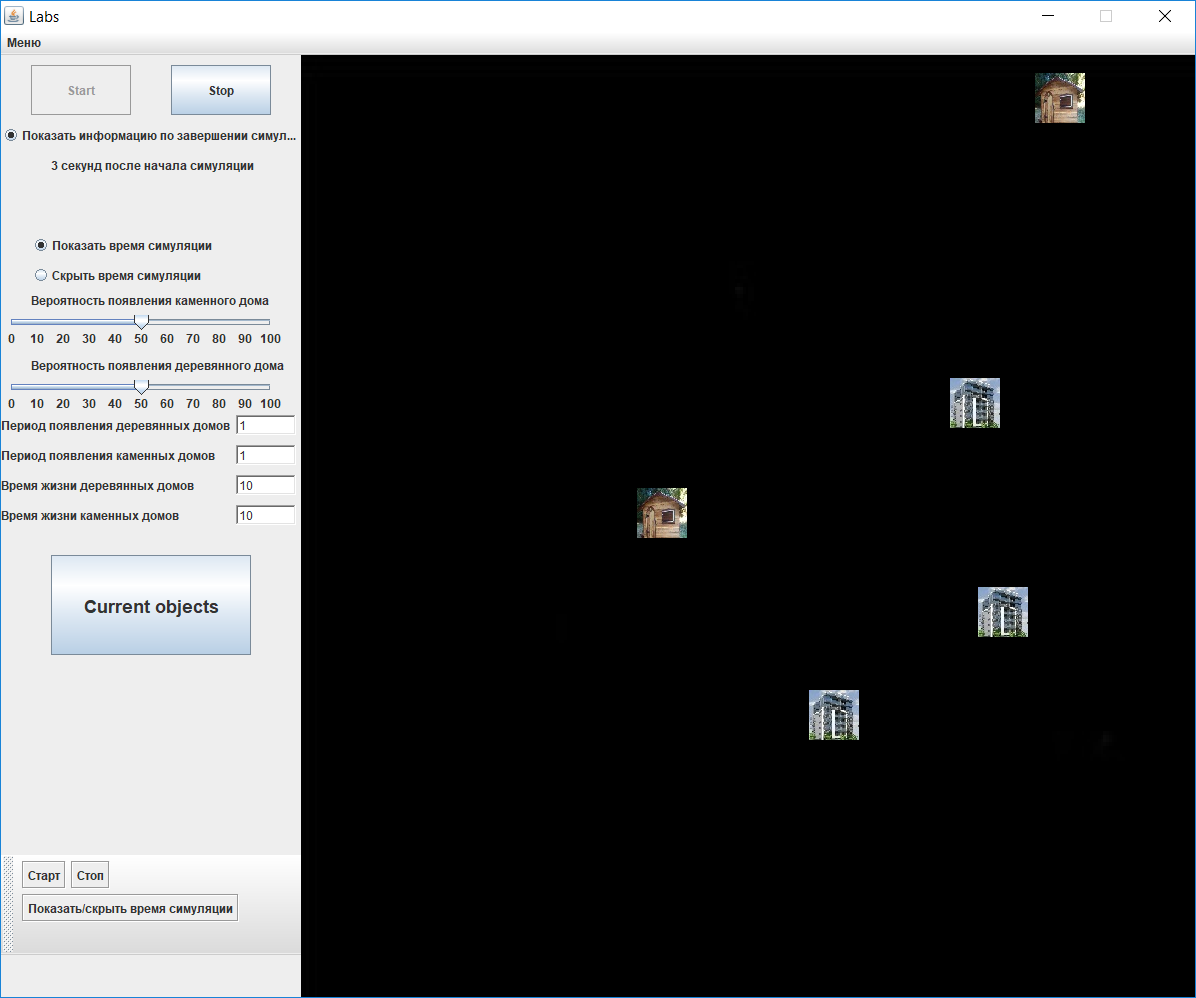 Labs
Меню
Start Stop
Показать информацию по завершении симул...
3 секунд после начала симуляции
Показать время симуляции
Скрыть время симуляции
Вероятность появления каменного дома
0 10 20 30 40 50 60 70 80 90 100
Вероятность появления деревянного дома
0 10 20 30 40 50 60 70 80 90 100
Период появления деревянных домов 1
Период появления каменных домов 1
Время жизни деревянных домов 10
Время жизни каменных домов 10
Current objects
Старт Стоп
Показать/скрыть время симуляции